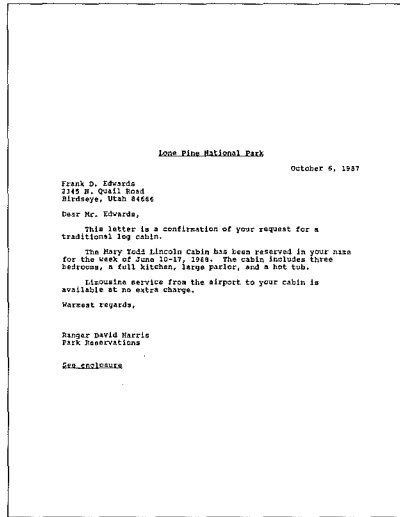 Lone Pine National Park
October 6, 1987
Frank D. Edwards
2345 N. Quail Road
Birdseye, Utah 84666
Dear Mr. Edwards,
This letter is a confirmation of your request for a
traditional log cabin.
The Mary Todd Lincoln Cabin has been reserved in your name
for the week of June 10-17, 1988. The cabin includes three
bedrooms, a full kitchen, large parlor, and a hot tub.
Limousine service from the airport to your cabin is
available at no extra charge.
Warmest regards,
Ranger David Harris
Park Reservations
See enclosure